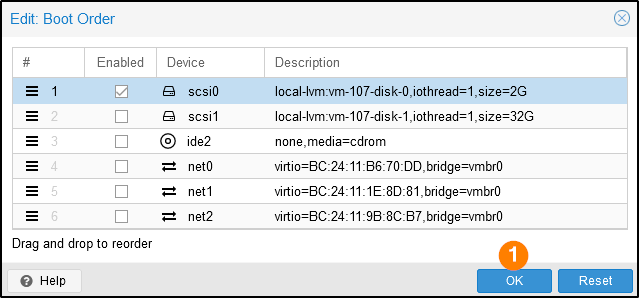 Edit: Boot Order
# Enabled Device Description
1 scsi0 local-lvm:vm-107-disk-0,iothread=1,size=2G
2 scsi1 local-lvm:vm-107-disk-1,iothread=1,size=32G
3 ide2 none,media=cdrom
4 net0 virtio=BC:24:11:B6:70:DD,bridge=vmbr0
5 net1 virtio=BC:24:11:1E:8D:81,bridge=vmbr0
6 net2 virtio=BC:24:11:9B:8C:B7,bridge=vmbr0
Drag and drop to reorder
1
? Help OK Reset